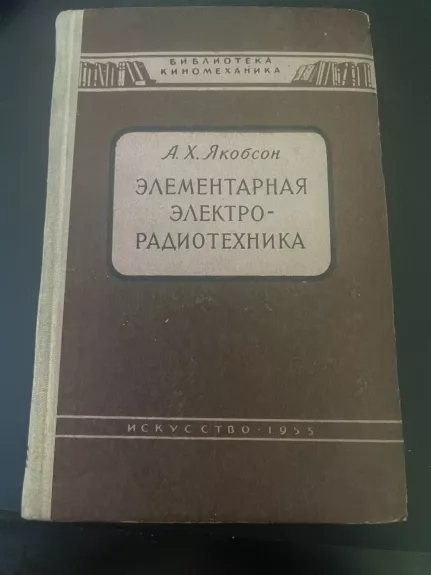 БИБЛИОТЕКА
КИНОМЕХАНИКА
А. Х. Якобсон
ЭЛЕМЕНТАРНАЯ
ЭЛЕКТРО-
РАДИОТЕХНИКА
ИСКУССТВО · 1955